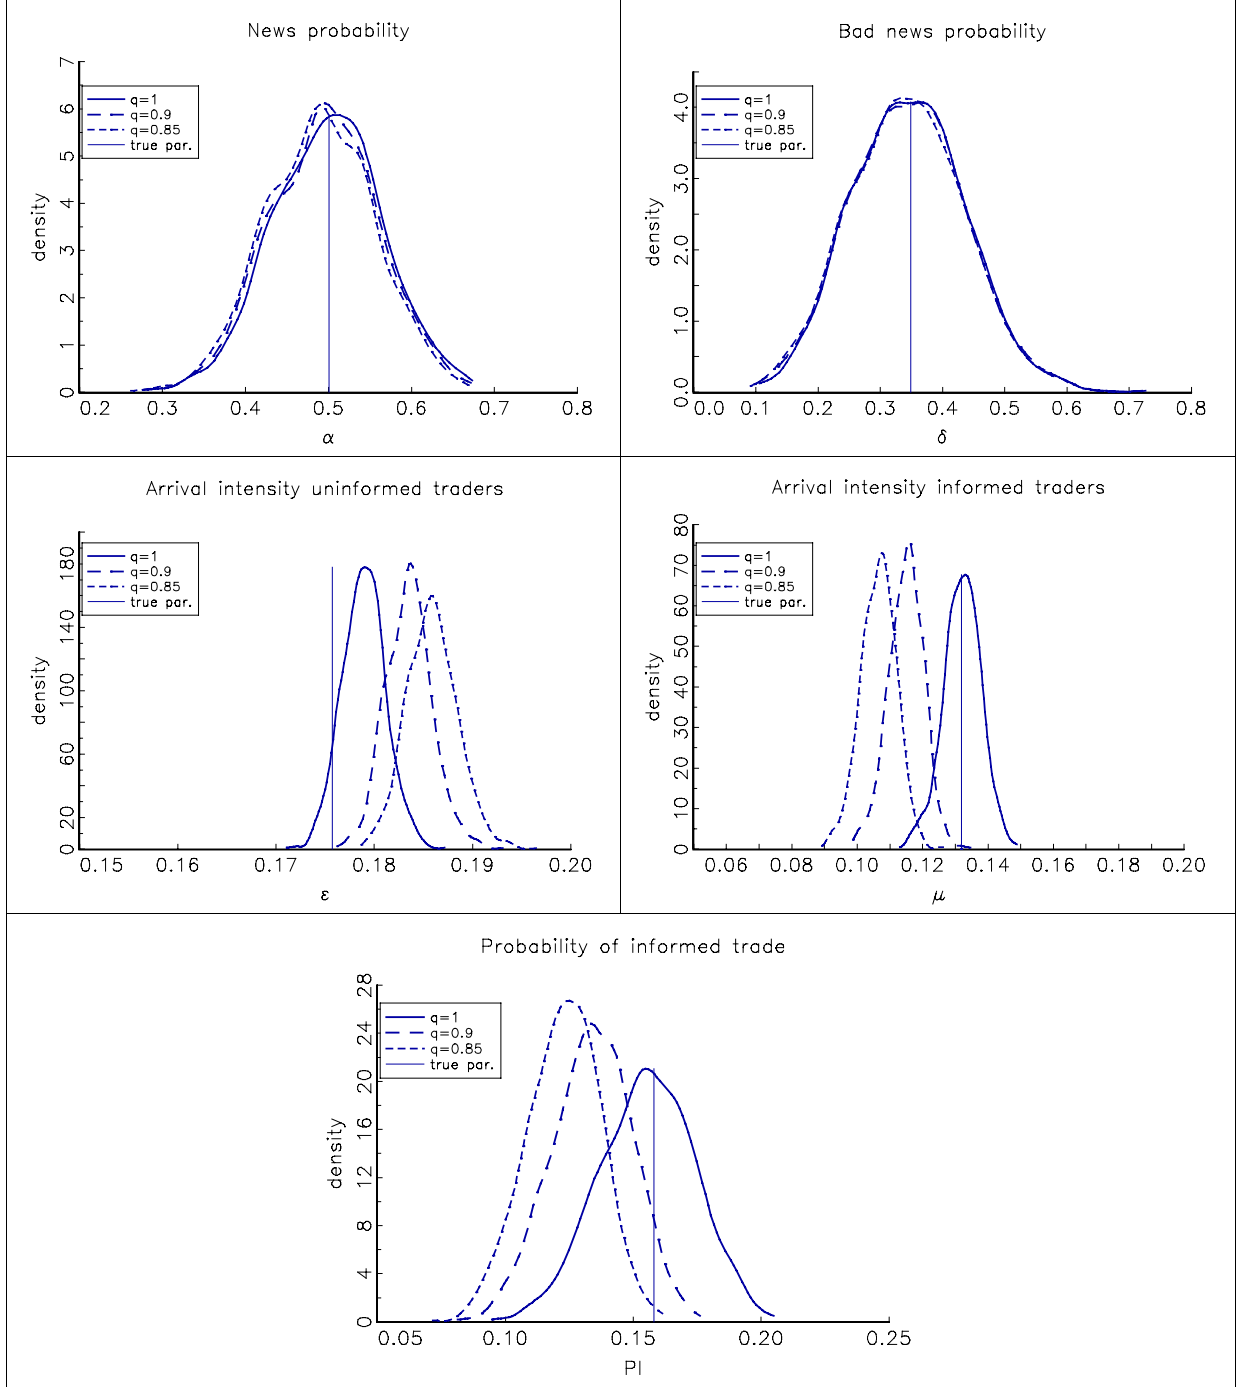 News probability
7
6
5
4
3
2
1
0
q=1
q=0.9
q=0.85
true par.
density
0.2 0.3 0.4 0.5 0.6 0.7 0.8
α
Bad news probability
4.0
3.0
2.0
1.0
0.0
q=1
q=0.9
q=0.85
true par.
density
0.0 0.1 0.2 0.3 0.4 0.5 0.6 0.7 0.8
δ
Arrival intensity uninformed traders
180
140
100
60
20
0
q=1
q=0.9
q=0.85
true par.
density
0.15 0.16 0.17 0.18 0.19 0.20
ε
Arrival intensity informed traders
80
70
60
50
40
30
20
10
0
q=1
q=0.9
q=0.85
true par.
density
0.06 0.08 0.10 0.12 0.14 0.16 0.18 0.20
μ
Probability of informed trade
28
24
20
16
12
8
4
0
q=1
q=0.9
q=0.85
true par.
density
0.05 0.10 0.15 0.20 0.25
PI